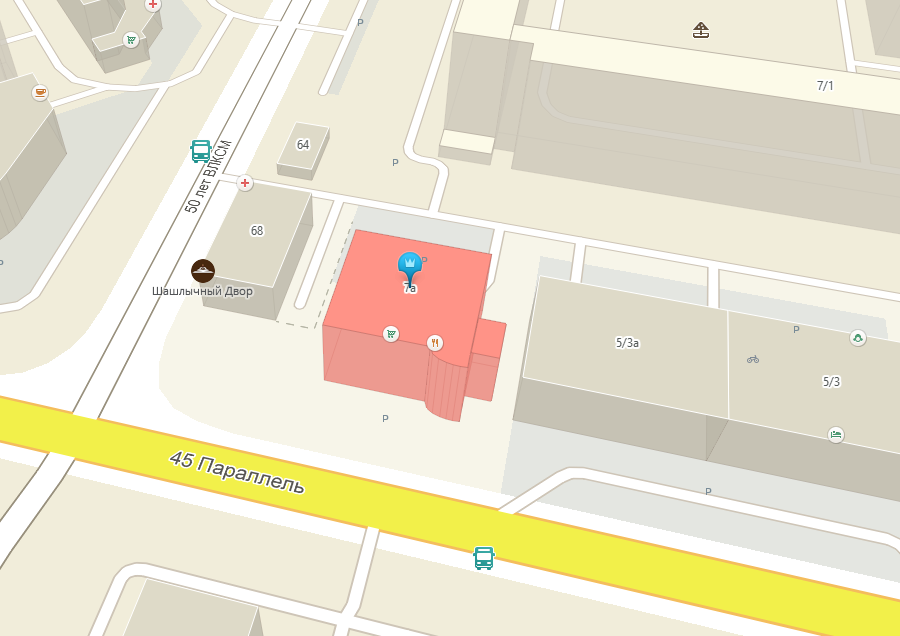 P
7/1
50 лет ВЛКСМ
64
P
68
P
7а
Шашлычный Двор
P
5/3а
P
5/3
P
45 Параллель
P